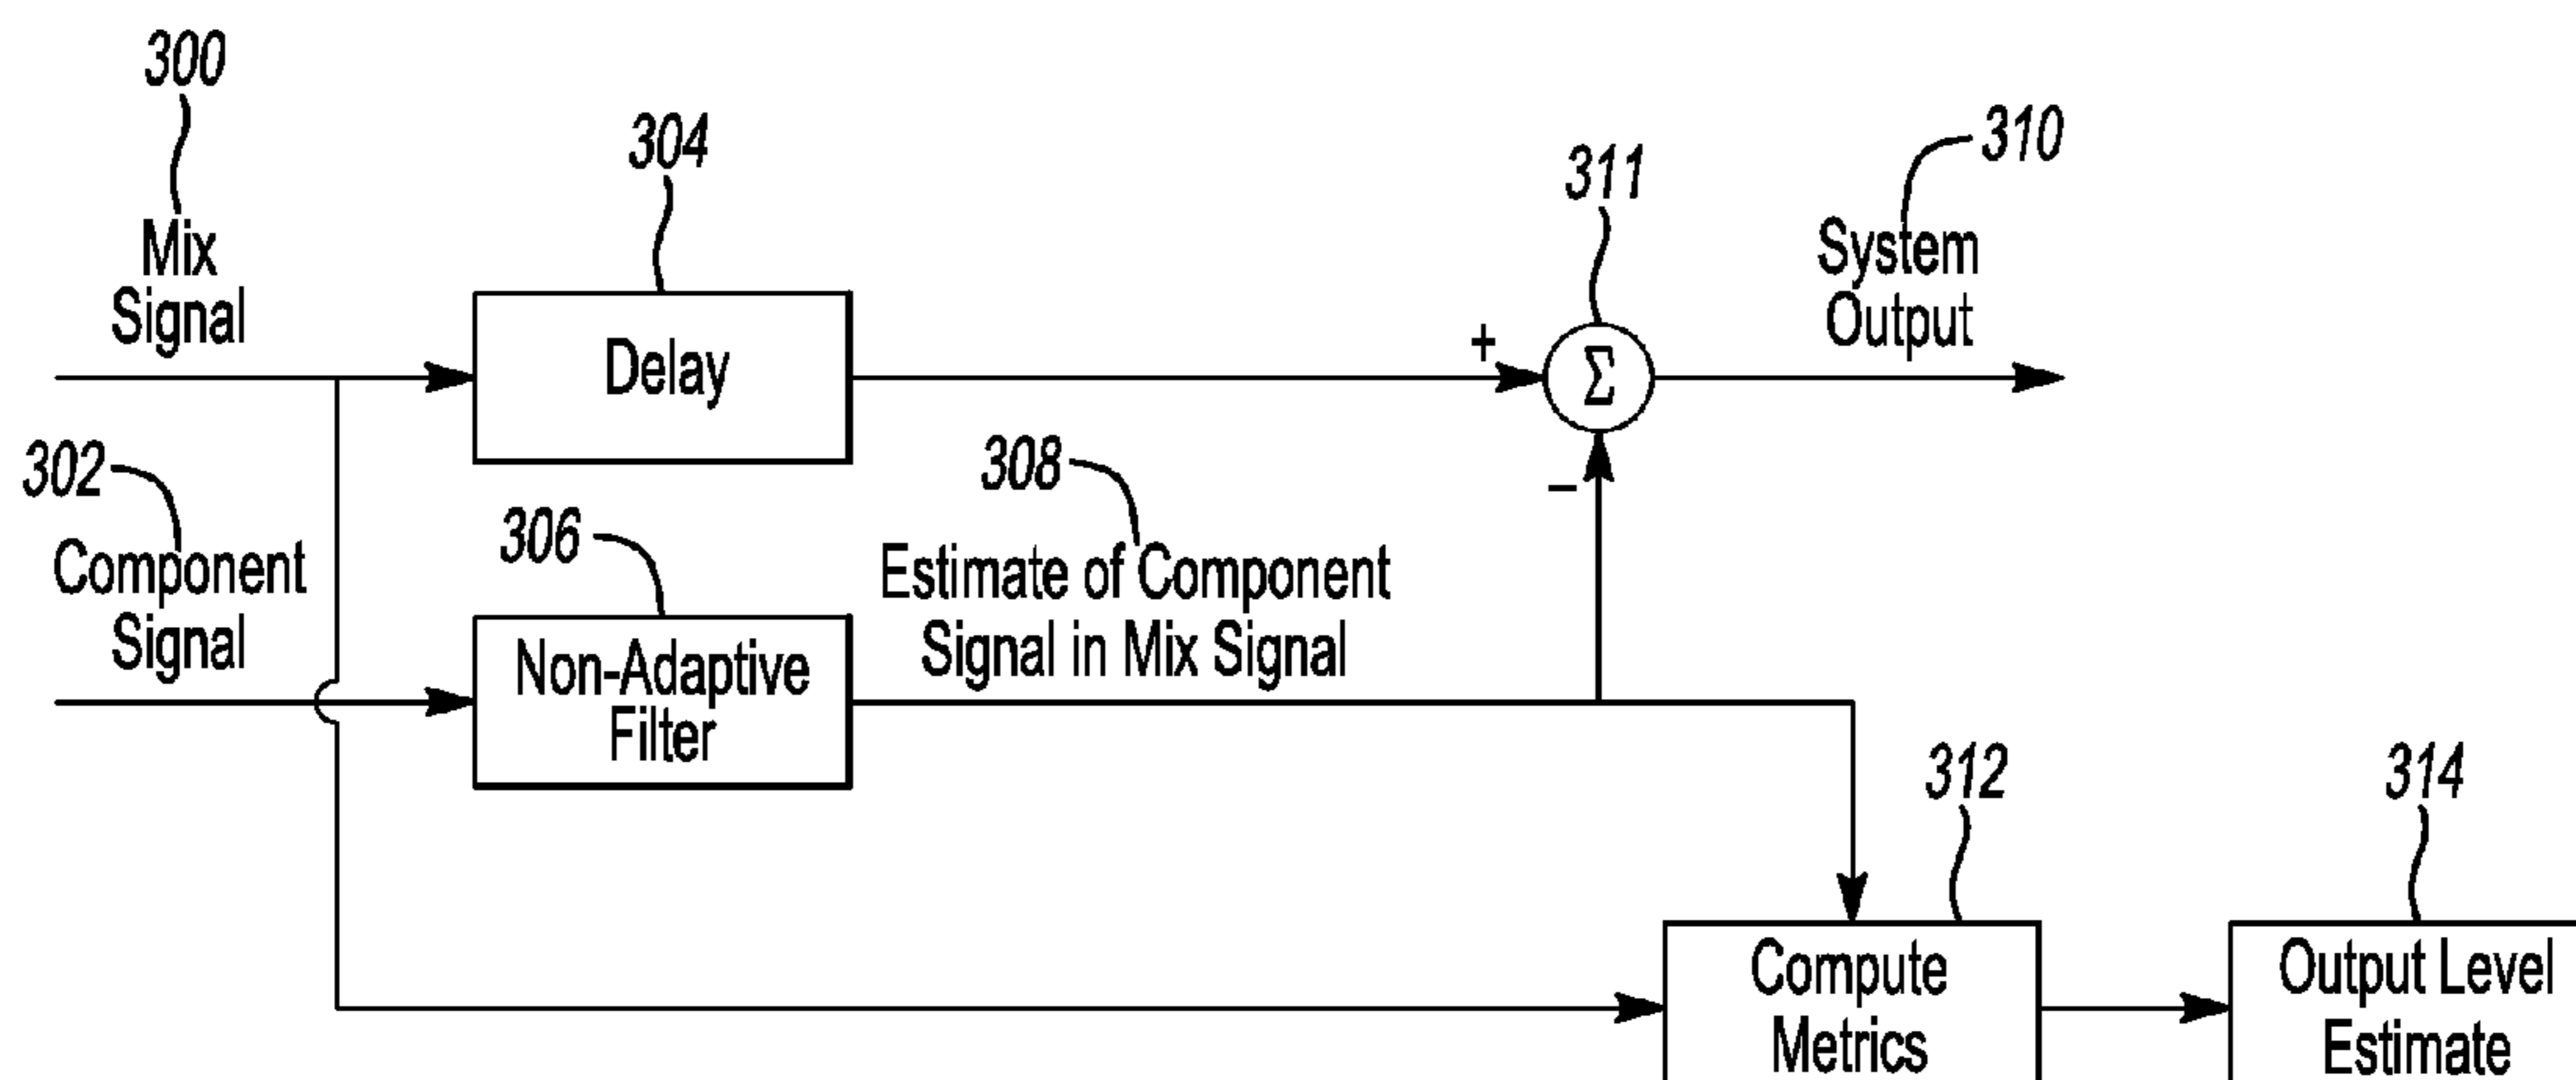 300
Mix
Signal
304
Delay
311
+
Σ
−
310
System
Output
302
Component
Signal
306
Non-Adaptive
Filter
308
Estimate of Component
Signal in Mix Signal
312
Compute
Metrics
314
Output Level
Estimate